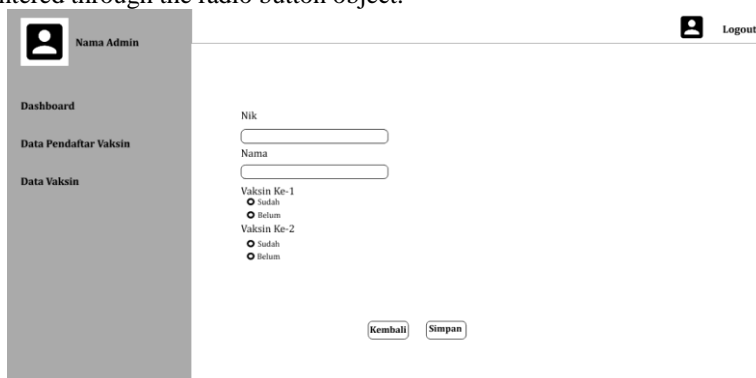 ntered through the radio button object.
Nama Admin
Logout
Dashboard
Data Pendaftar Vaksin
Data Vaksin
Nik
Nama
Vaksin Ke-1
Sudah
Belum
Vaksin Ke-2
Sudah
Belum
Kembali
Simpan